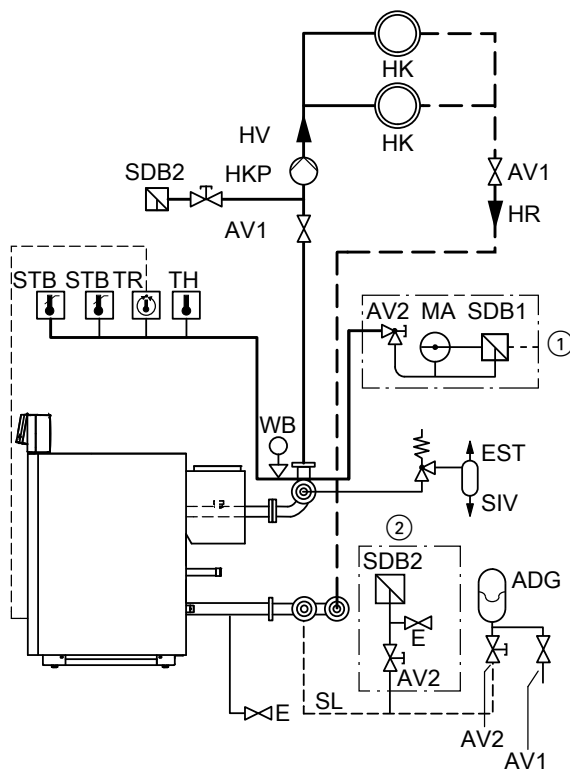 HK
HK
HV
SDB2 HKP
AV1
AV1
HR
STB STB TR TH
AV2 MA SDB1
1
WB
EST
SIV
2
SDB2
ADG
E
AV2
SL
E
AV2
AV1